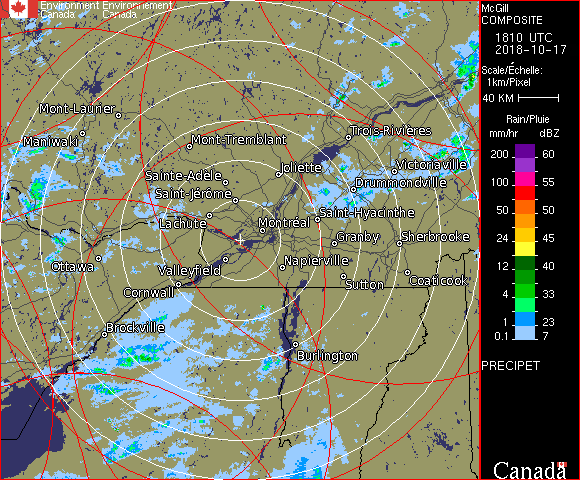 Environment Environnement
Canada Canada
McGill
COMPOSITE
1810 UTC
2018-10-17
Scale/Échelle:
1km/Pixel
40 KM
Rain/Pluie
mm/hr dBZ
200 60
100 55
50 50
24 45
12 40
4 33
1 23
0.1 7
PRECIPET
Canada
Mont-Laurier
Maniwaki
Mont-Tremblant
Trois-Rivières
Joliette
Victoriaville
Sainte-Adèle
Drummondville
Saint-Jérôme
Saint-Hyacinthe
Lachute
Montréal
Granby
Sherbrooke
Ottawa
Valleyfield
Napierville
Cornwall
Sutton
Coaticook
Brockville
Burlington